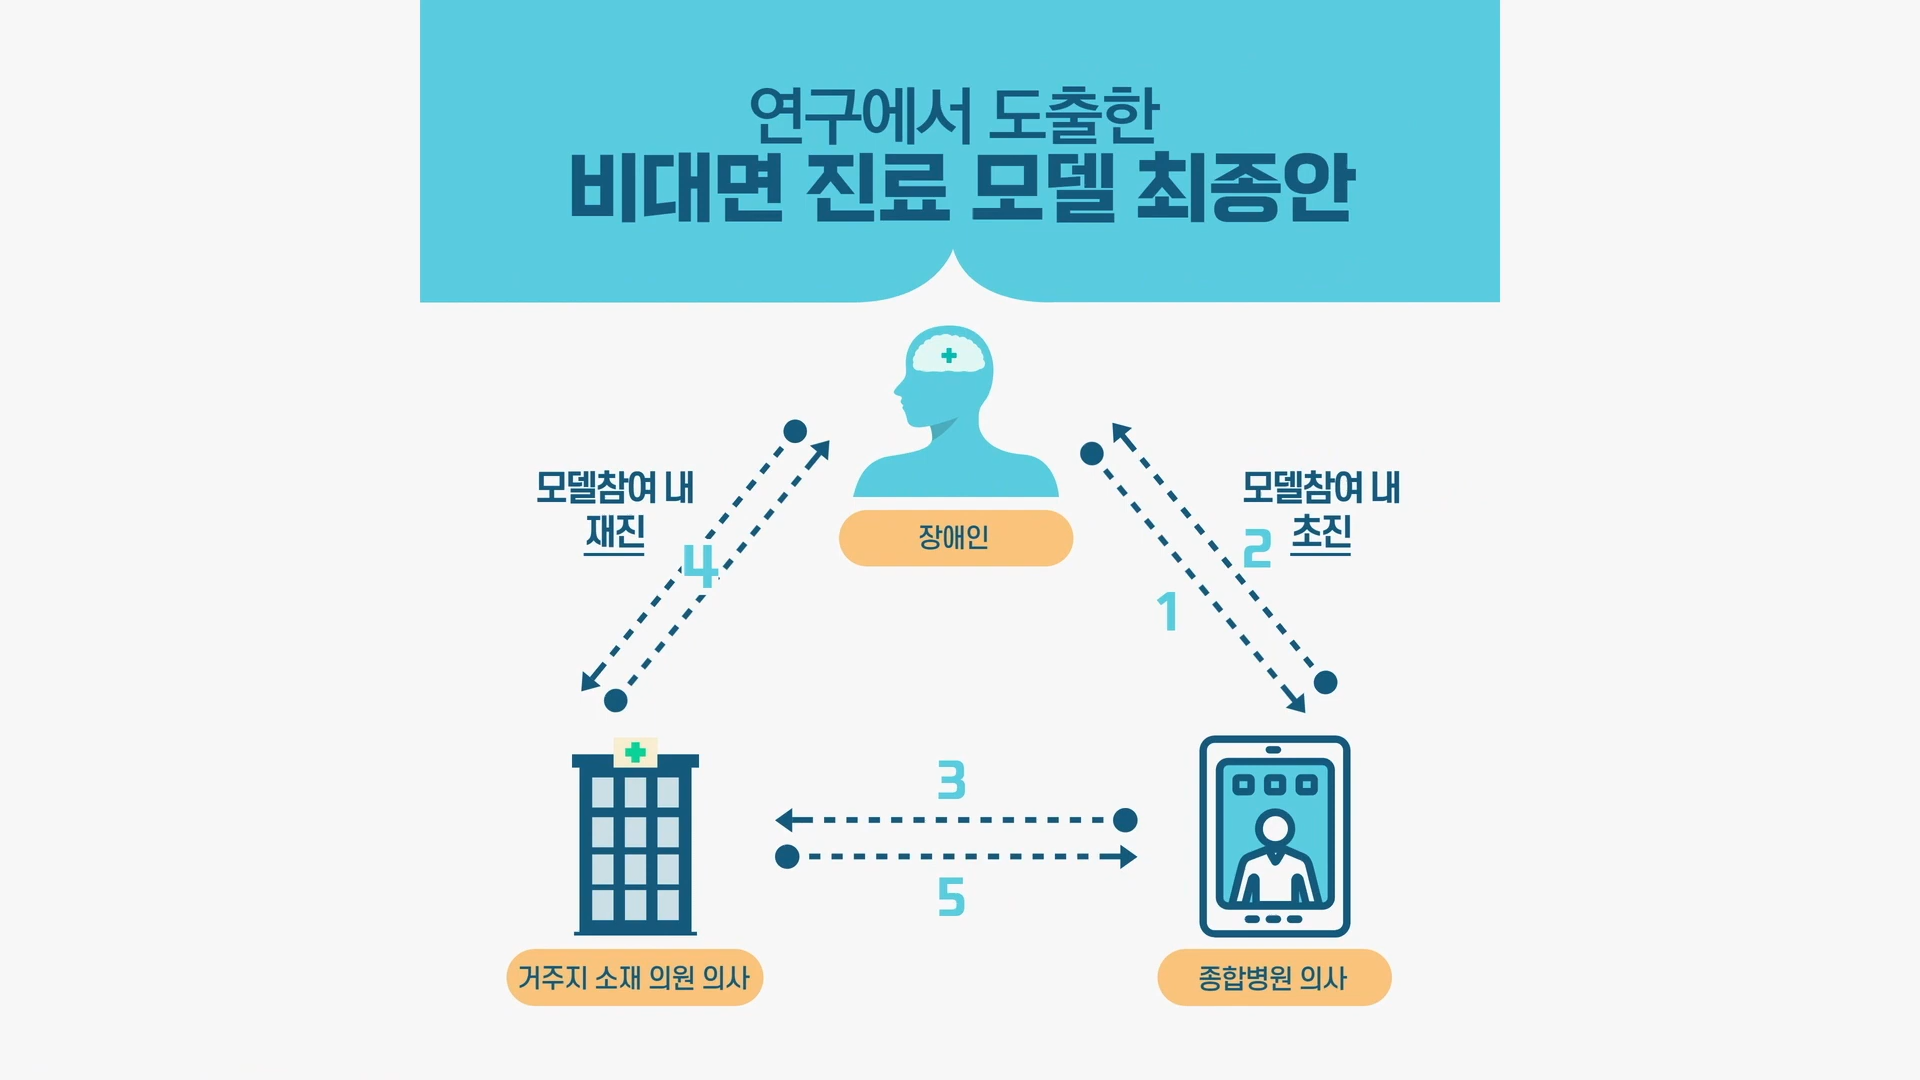 연구에서 도출한
비대면 진료 모델 최종안
장애인
모델참여 내
재진
4
모델참여 내
초진
2
1
3
5
거주지 소재 의원 의사
종합병원 의사